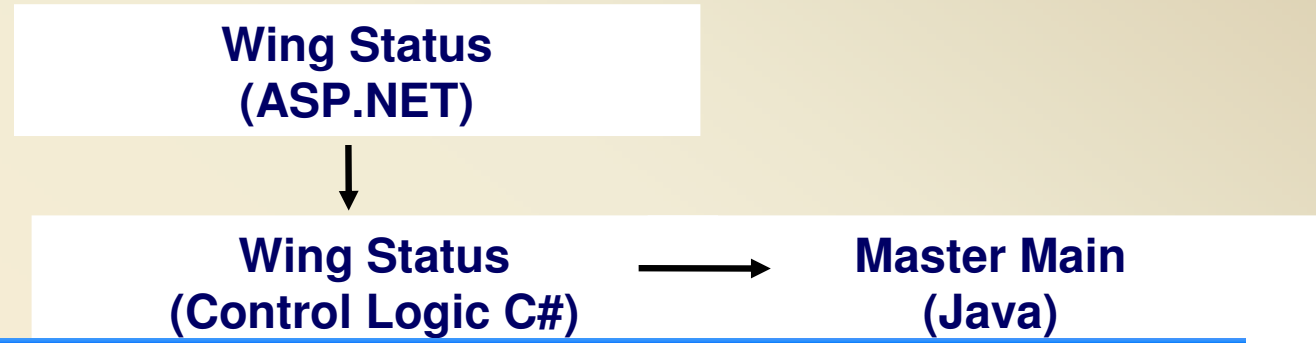 Wing Status
(ASP.NET)
Wing Status
(Control Logic C#)
Master Main
(Java)